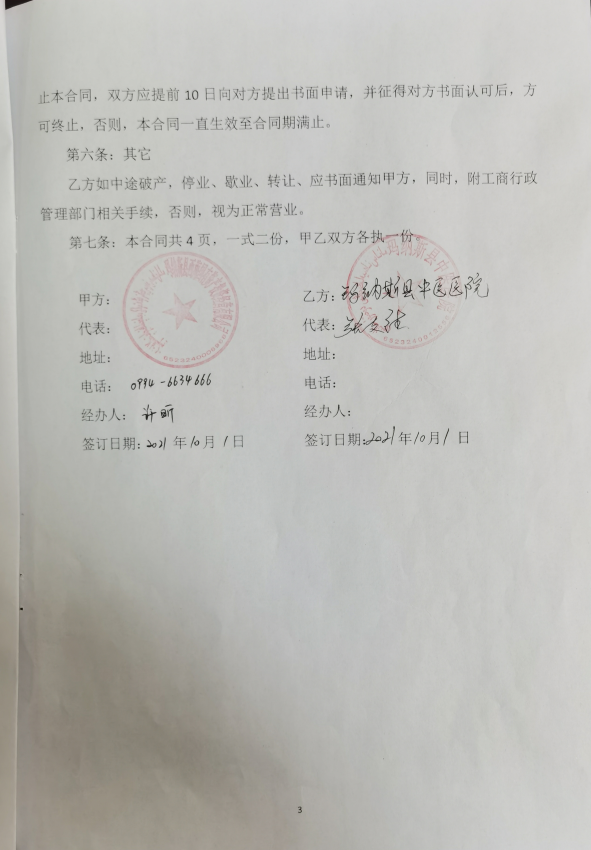 止本合同，双方应提前 10 日向对方提出书面申请，并征得对方书面认可后，方
可终止，否则，本合同一直生效至合同期满止。
第六条：其它
乙方如中途破产，停业、歇业、转让、应书面通知甲方，同时，附工商行政
管理部门相关手续，否则，视为正常营业。
第七条：本合同共 4 页，一式二份，甲乙双方各执一份。
甲方：
代表：
地址：
电话： 0994-6634666
经办人： 许昕
签订日期：2021 年 10 月 1 日
乙方：玛纳斯县中医医院
代表：
地址：
电话：
经办人：
签订日期：2021 年 10 月 1 日
3